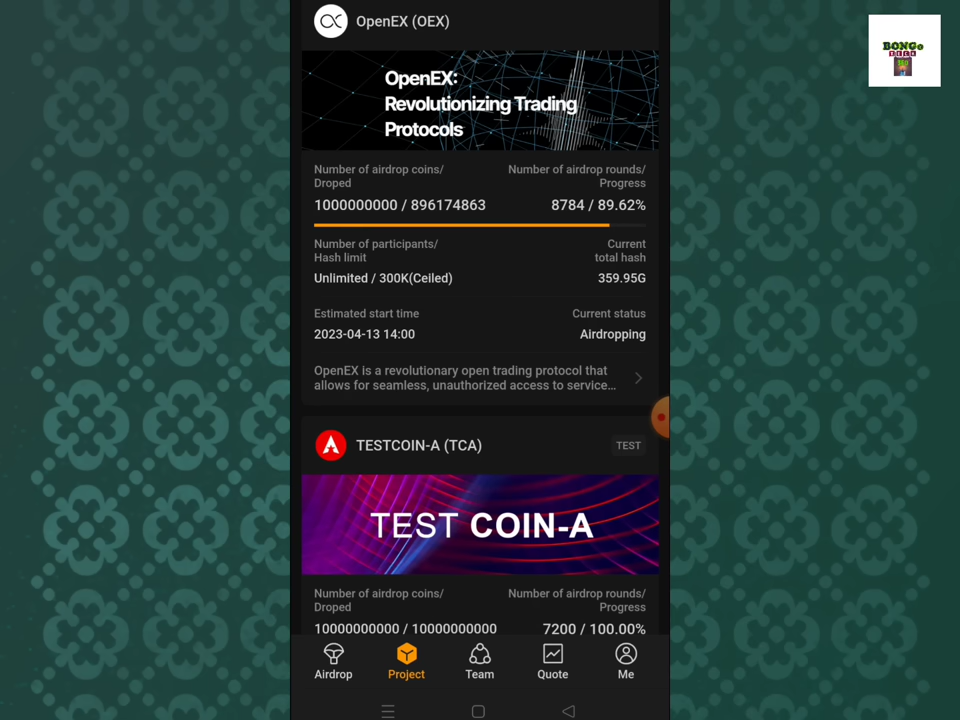 OpenEX (OEX)
OpenEX:
Revolutionizing Trading
Protocols
Number of airdrop coins/
Droped
Number of airdrop rounds/
Progress
1000000000 / 896174863
8784 / 89.62%
Number of participants/
Hash limit
Current
total hash
Unlimited / 300K(Ceiled)
359.95G
Estimated start time
Current status
2023-04-13 14:00
Airdropping
OpenEX is a revolutionary open trading protocol that
allows for seamless, unauthorized access to service...
TESTCOIN-A (TCA)
TEST
TEST COIN-A
Number of airdrop coins/
Droped
Number of airdrop rounds/
Progress
10000000000 / 10000000000
7200 / 100.00%
Airdrop
Project
Team
Quote
Me
BONGO
TECH
360